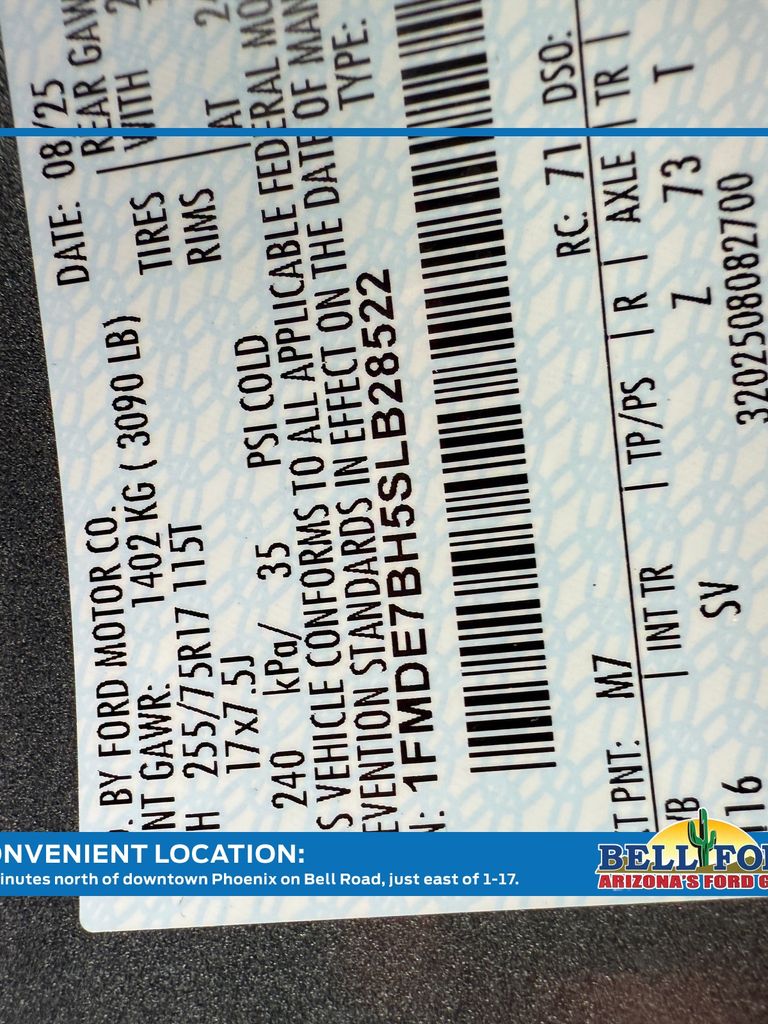 . BY FORD MOTOR CO.
DATE: 08/25
NT GAWR:
REAR GAW
1402 KG ( 3090 LB)
WITH
H 255/75R17 115T
TIRES
17x7.5J
RIMS
AT
240 kPa/ 35 PSI COLD
S VEHICLE CONFORMS TO ALL APPLICABLE FEDERAL MO
EVENTION STANDARDS IN EFFECT ON THE DATE OF MAN
1FMDE7BH5SLB28522
TYPE:
T PNT: M7
RC: 71 DSO:
VB | INT TR | TP/PS | R | AXLE | TR |
116 SV Z 73 T
3202508082700
ONVENIENT LOCATION:
inutes north of downtown Phoenix on Bell Road, just east of 1-17.
BELL FO
ARIZONA'S FORD G